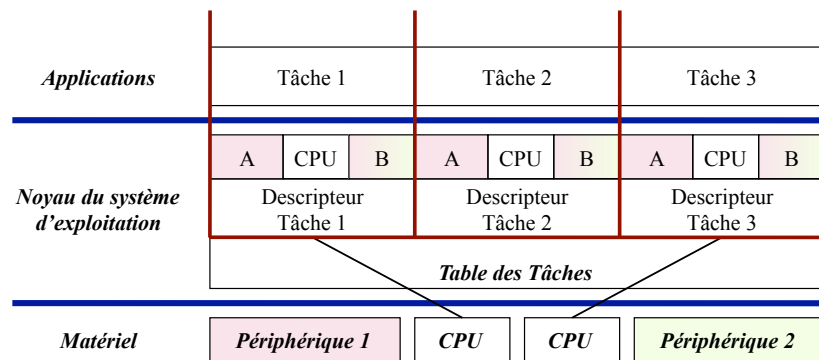 Applications Tâche 1 Tâche 2 Tâche 3
A CPU B A CPU B A CPU B
Noyau du système
d'exploitation
Descripteur
Tâche 1
Descripteur
Tâche 2
Descripteur
Tâche 3
Table des Tâches
Matériel Périphérique 1 CPU CPU Périphérique 2